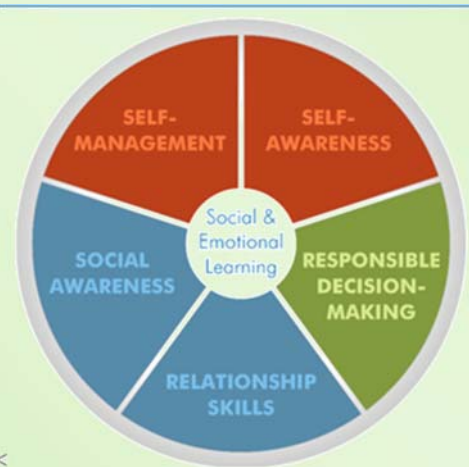 SELF-
MANAGEMENT
SELF-
AWARENESS
Social &
Emotional
Learning
SOCIAL
AWARENESS
RESPONSIBLE
DECISION-
MAKING
RELATIONSHIP
SKILLS